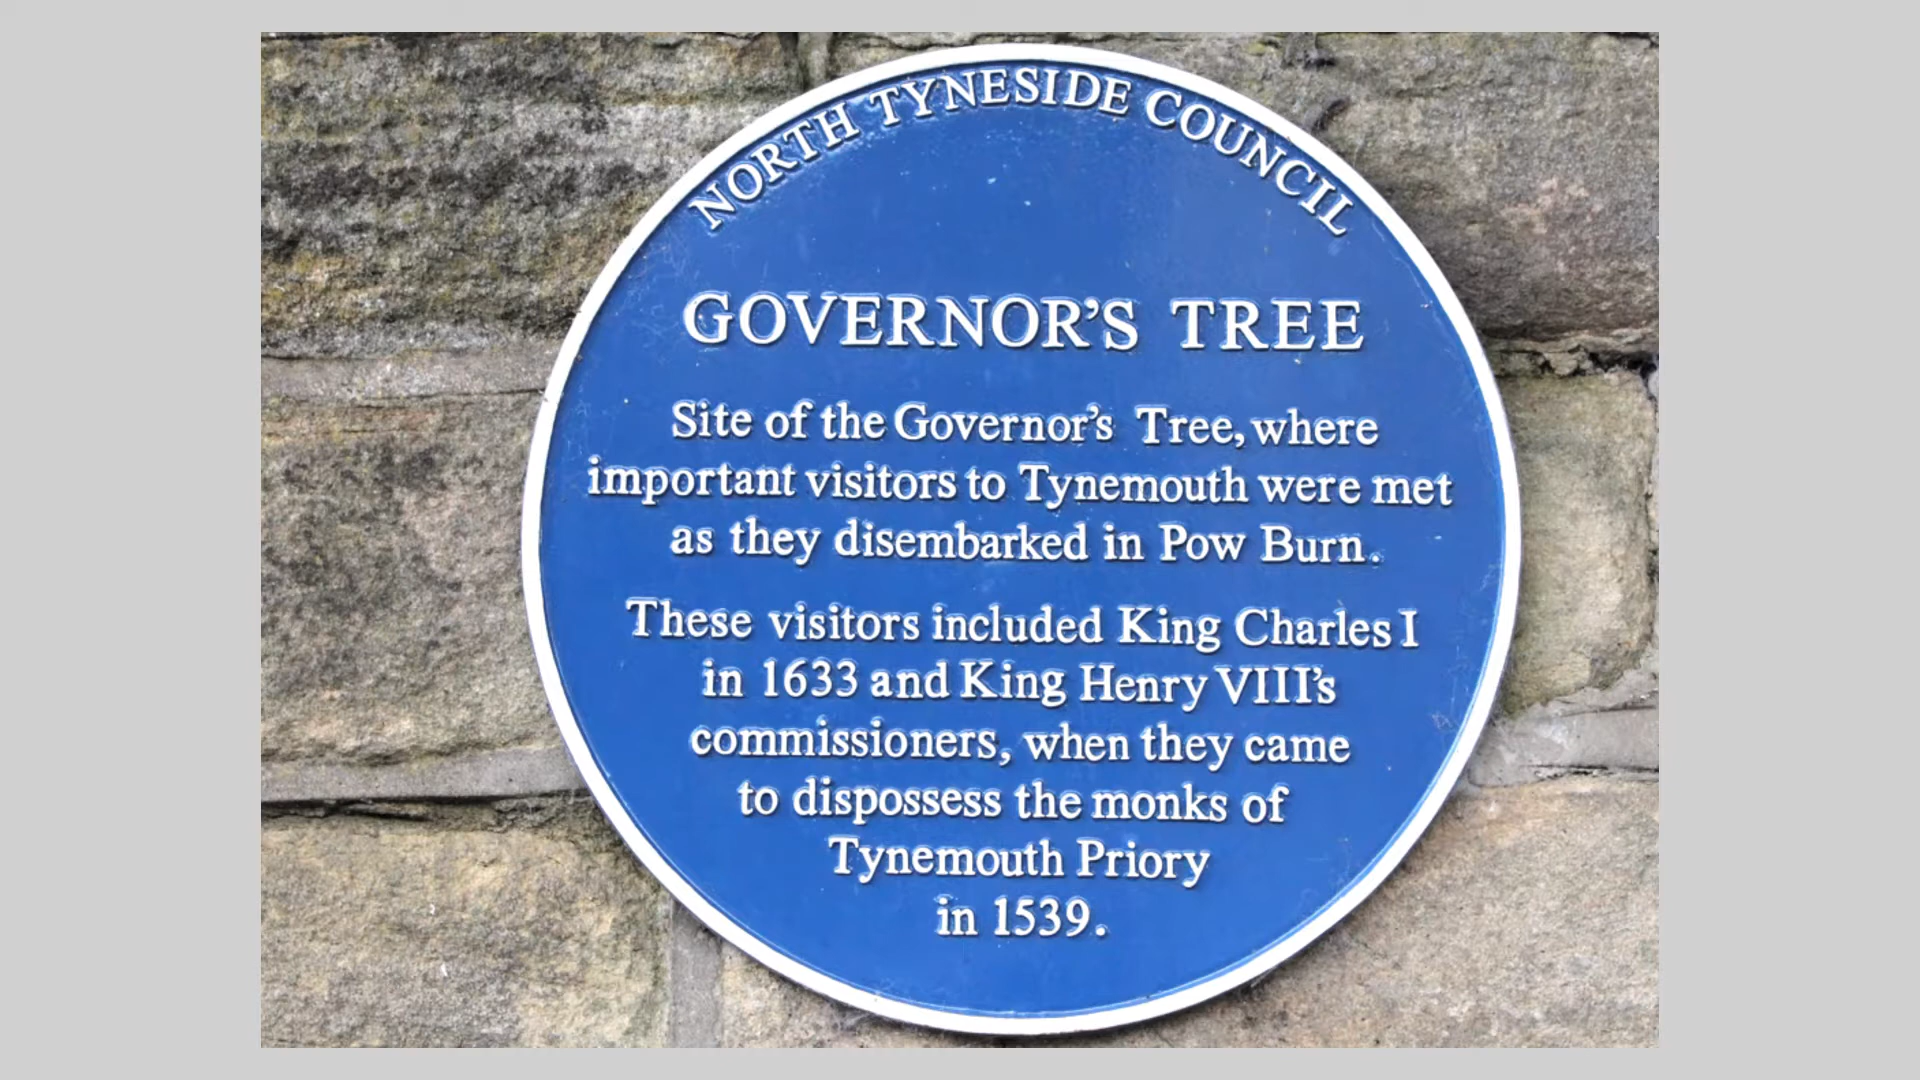 NORTH TYNESIDE COUNCIL
GOVERNOR'S TREE
Site of the Governor's Tree, where
important visitors to Tynemouth were met
as they disembarked in Pow Burn.
These visitors included King Charles I
in 1633 and King Henry VIII's
commissioners, when they came
to dispossess the monks of
Tynemouth Priory
in 1539.